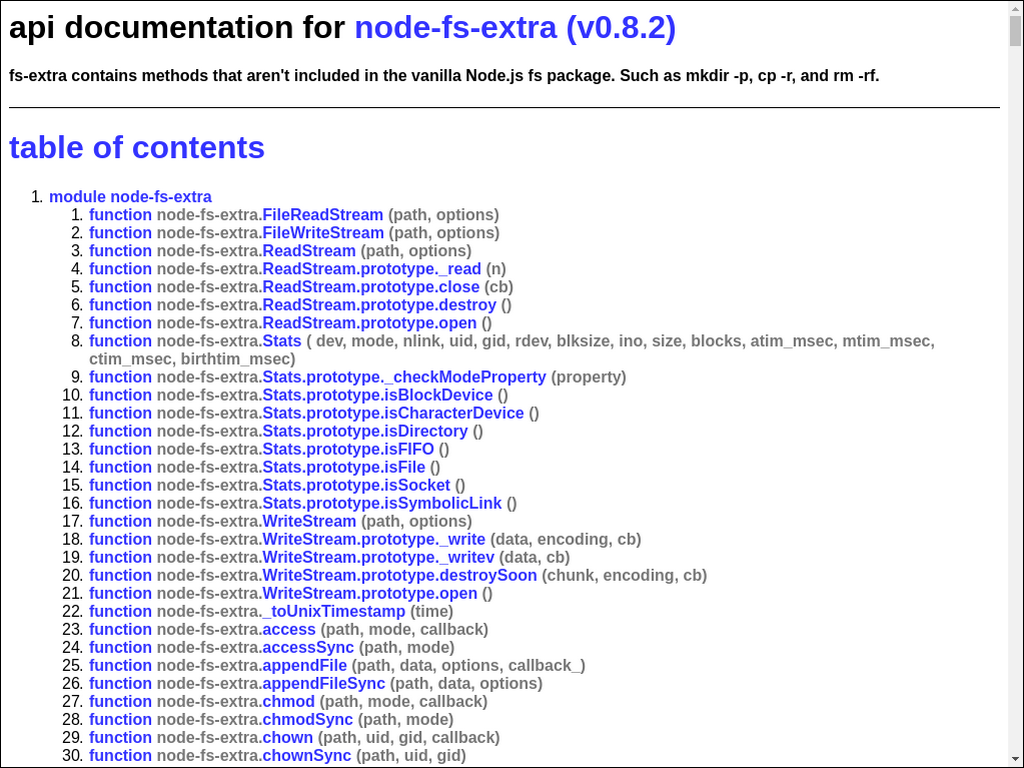 api documentation for node-fs-extra (v0.8.2)
fs-extra contains methods that aren't included in the vanilla Node.js fs package. Such as mkdir -p, cp -r, and rm -rf.
table of contents
1. module node-fs-extra
1. function node-fs-extra.FileReadStream (path, options)
2. function node-fs-extra.FileWriteStream (path, options)
3. function node-fs-extra.ReadStream (path, options)
4. function node-fs-extra.ReadStream.prototype._read (n)
5. function node-fs-extra.ReadStream.prototype.close (cb)
6. function node-fs-extra.ReadStream.prototype.destroy ()
7. function node-fs-extra.ReadStream.prototype.open ()
8. function node-fs-extra.Stats ( dev, mode, nlink, uid, gid, rdev, blksize, ino, size, blocks, atim_msec, mtim_msec,
ctim_msec, birthtim_msec)
9. function node-fs-extra.Stats.prototype._checkModeProperty (property)
10. function node-fs-extra.Stats.prototype.isBlockDevice ()
11. function node-fs-extra.Stats.prototype.isCharacterDevice ()
12. function node-fs-extra.Stats.prototype.isDirectory ()
13. function node-fs-extra.Stats.prototype.isFIFO ()
14. function node-fs-extra.Stats.prototype.isFile ()
15. function node-fs-extra.Stats.prototype.isSocket ()
16. function node-fs-extra.Stats.prototype.isSymbolicLink ()
17. function node-fs-extra.WriteStream (path, options)
18. function node-fs-extra.WriteStream.prototype._write (data, encoding, cb)
19. function node-fs-extra.WriteStream.prototype._writev (data, cb)
20. function node-fs-extra.WriteStream.prototype.destroySoon (chunk, encoding, cb)
21. function node-fs-extra.WriteStream.prototype.open ()
22. function node-fs-extra._toUnixTimestamp (time)
23. function node-fs-extra.access (path, mode, callback)
24. function node-fs-extra.accessSync (path, mode)
25. function node-fs-extra.appendFile (path, data, options, callback_)
26. function node-fs-extra.appendFileSync (path, data, options)
27. function node-fs-extra.chmod (path, mode, callback)
28. function node-fs-extra.chmodSync (path, mode)
29. function node-fs-extra.chown (path, uid, gid, callback)
30. function node-fs-extra.chownSync (path, uid, gid)